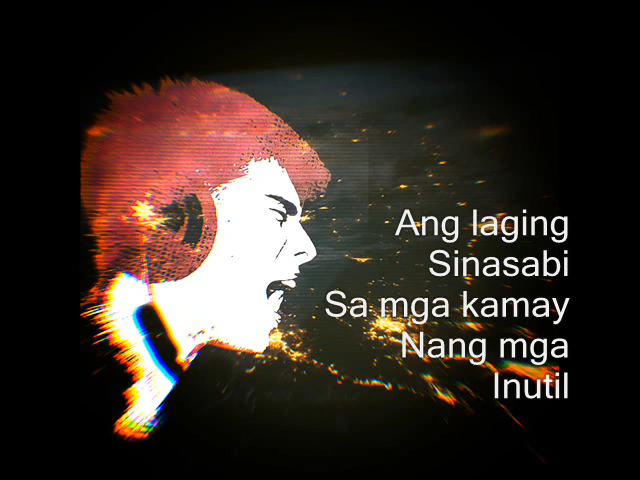 Ang laging
Sinasabi
Sa mga kamay
Nang mga
Inutil